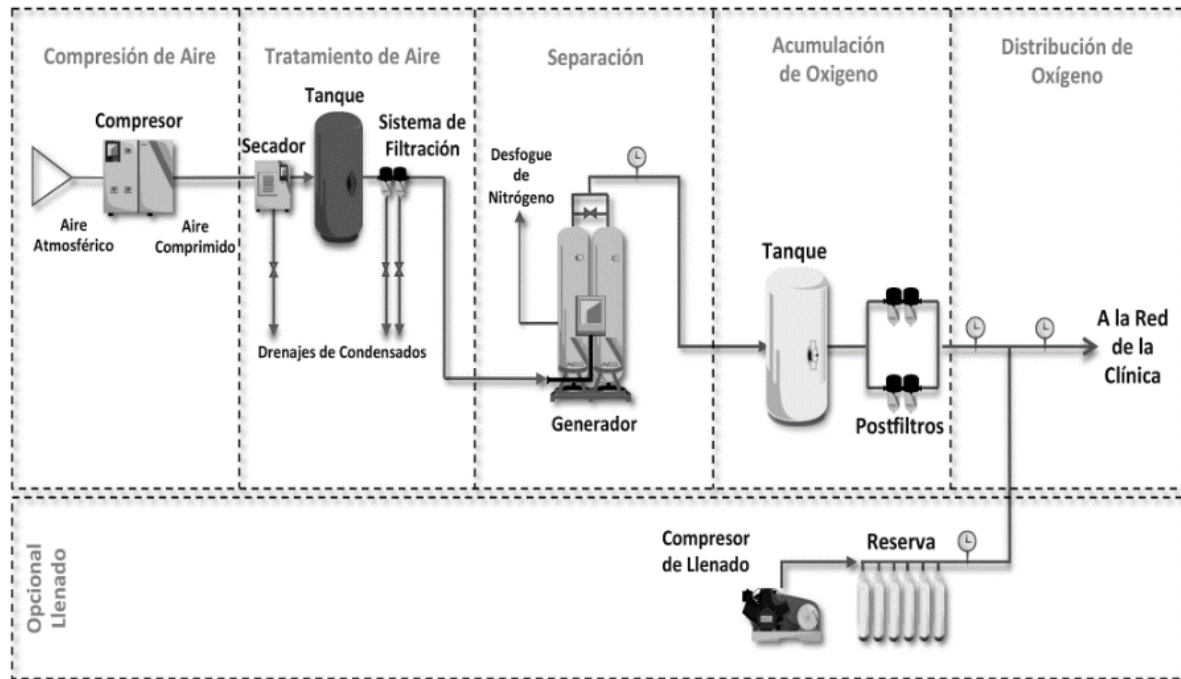 Compresión de Aire
Tratamiento de Aire
Separación
Acumulación
de Oxigeno
Distribución de
Oxígeno
Compresor
Aire
Atmosférico
Aire
Comprimido
Secador
Tanque
Sistema de
Filtración
Drenajes de Condensados
Desfogue
de
Nitrógeno
Generador
Tanque
Postfiltros
A la Red
de la
Clínica
Opcional
Llenado
Compresor
de Llenado
Reserva